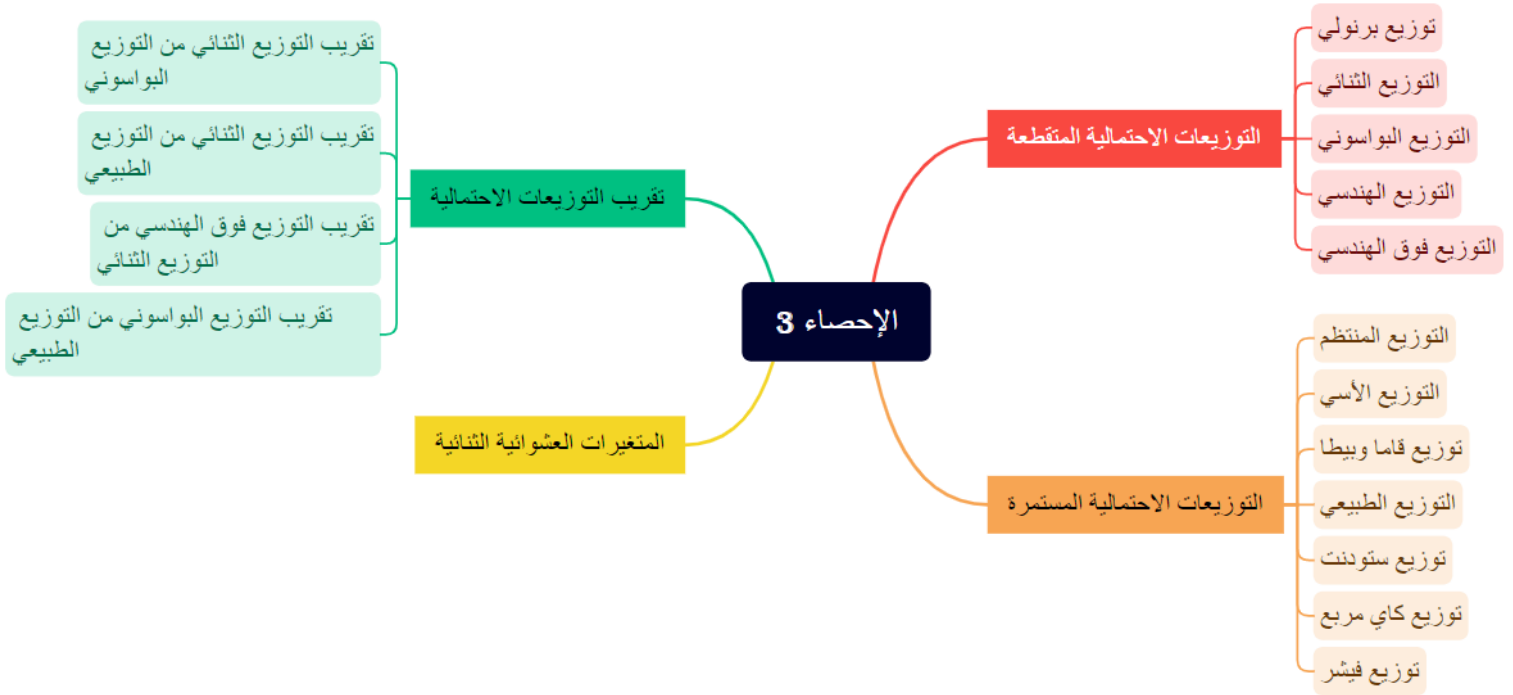 الإحصاء 3
التوزيعات الاحتمالية المتقطعة
توزيع برنولي
التوزيع الثنائي
التوزيع البواسوني
التوزيع الهندسي
التوزيع فوق الهندسي
التوزيعات الاحتمالية المستمرة
التوزيع المنتظم
التوزيع الأسي
توزيع قاما وبيطا
التوزيع الطبيعي
توزيع ستودنت
توزيع كاي مربع
توزيع فيشر
تقريب التوزيعات الاحتمالية
تقريب التوزيع الثنائي من التوزيع
البواسوني
تقريب التوزيع الثنائي من التوزيع
الطبيعي
تقريب التوزيع فوق الهندسي من
التوزيع الثنائي
تقريب التوزيع البواسوني من التوزيع
الطبيعي
المتغيرات العشوائية الثنائية